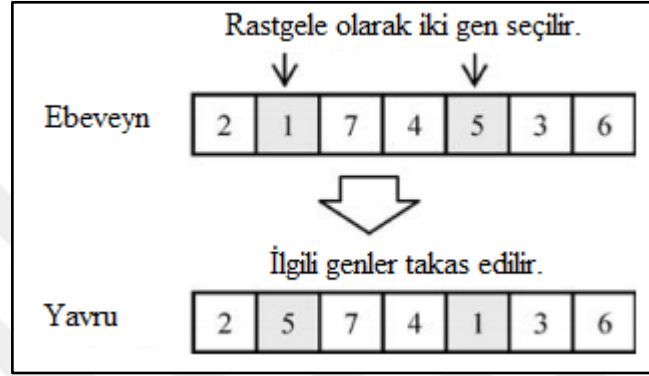 Rastgele olarak iki gen seçilir.
Ebeveyn 2 1 7 4 5 3 6
İlgili genler takas edilir.
Yavru 2 5 7 4 1 3 6